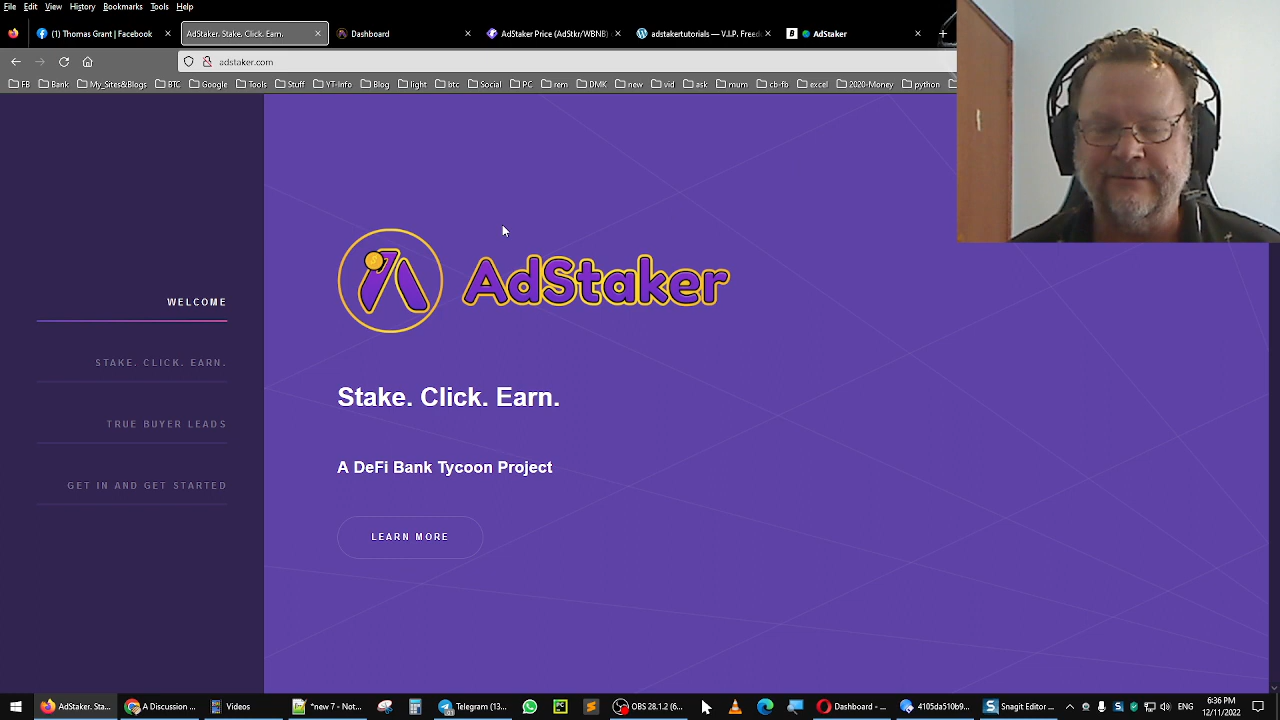 File Edit View History Bookmarks Tools Help
(1) Thomas Grant | Facebook
AdStaker. Stake. Click. Earn.
Dashboard
AdStaker Price (AdStkr/WBNB)
adstakertutorials — V.I.P. Freed
AdStaker
adstaker.com
FB Bank My_Sites&Blogs BTC Google Tools Stuff YT-Info Blog light btc Social PC rem DMK new vid ask mum cb-fb excel 2020-Money python
AdStaker
WELCOME
STAKE. CLICK. EARN.
TRUE BUYER LEADS
GET IN AND GET STARTED
Stake. Click. Earn.
A DeFi Bank Tycoon Project
LEARN MORE
AdStaker. Sta...
A Discussion ...
Videos
*new 7 - Not...
Telegram (13...
OBS 28.1.2 (6...
Dashboard - ...
4105da510b9...
Snagit Editor ...
ENG
6:36 PM
12/11/2022